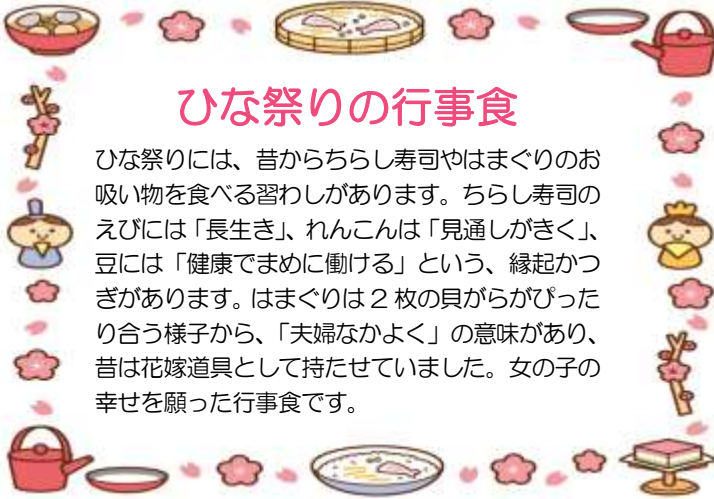 ひな祭りの行事食
ひな祭りには、昔からちらし寿司やはまぐりのお
吸い物を食べる習わしがあります。ちらし寿司の
えびには「長生き」、れんこんは「見通しがきく」、
豆には「健康でまめに働ける」という、縁起かつ
ぎがあります。はまぐりは2枚の貝がらがぴった
り合う様子から、「夫婦なかよく」の意味があり、
昔は花嫁道具として持たせていました。女の子の
幸せを願った行事食です。